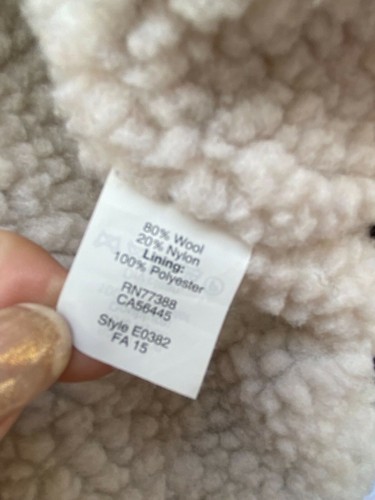 80% Wool
20% Nylon
Lining:
100% Polyester
RN77388
CA56445
Style E0382
FA 15